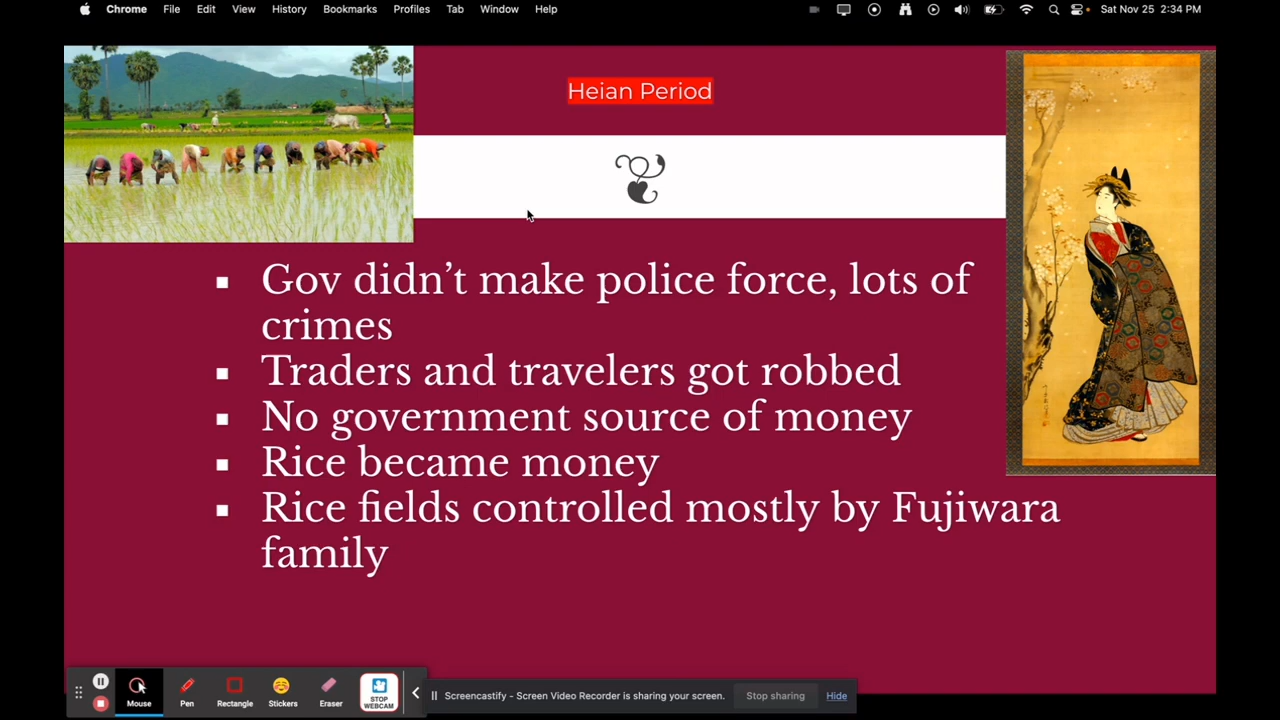 Chrome File Edit View History Bookmarks Profiles Tab Window Help Sat Nov 25 2:34 PM
Heian Period
Gov didn't make police force, lots of
crimes
Traders and travelers got robbed
No government source of money
Rice became money
Rice fields controlled mostly by Fujiwara
family
Mouse Pen Rectangle Stickers Eraser STOP
WEBCAM
Screencastify - Screen Video Recorder is sharing your screen. Stop sharing Hide